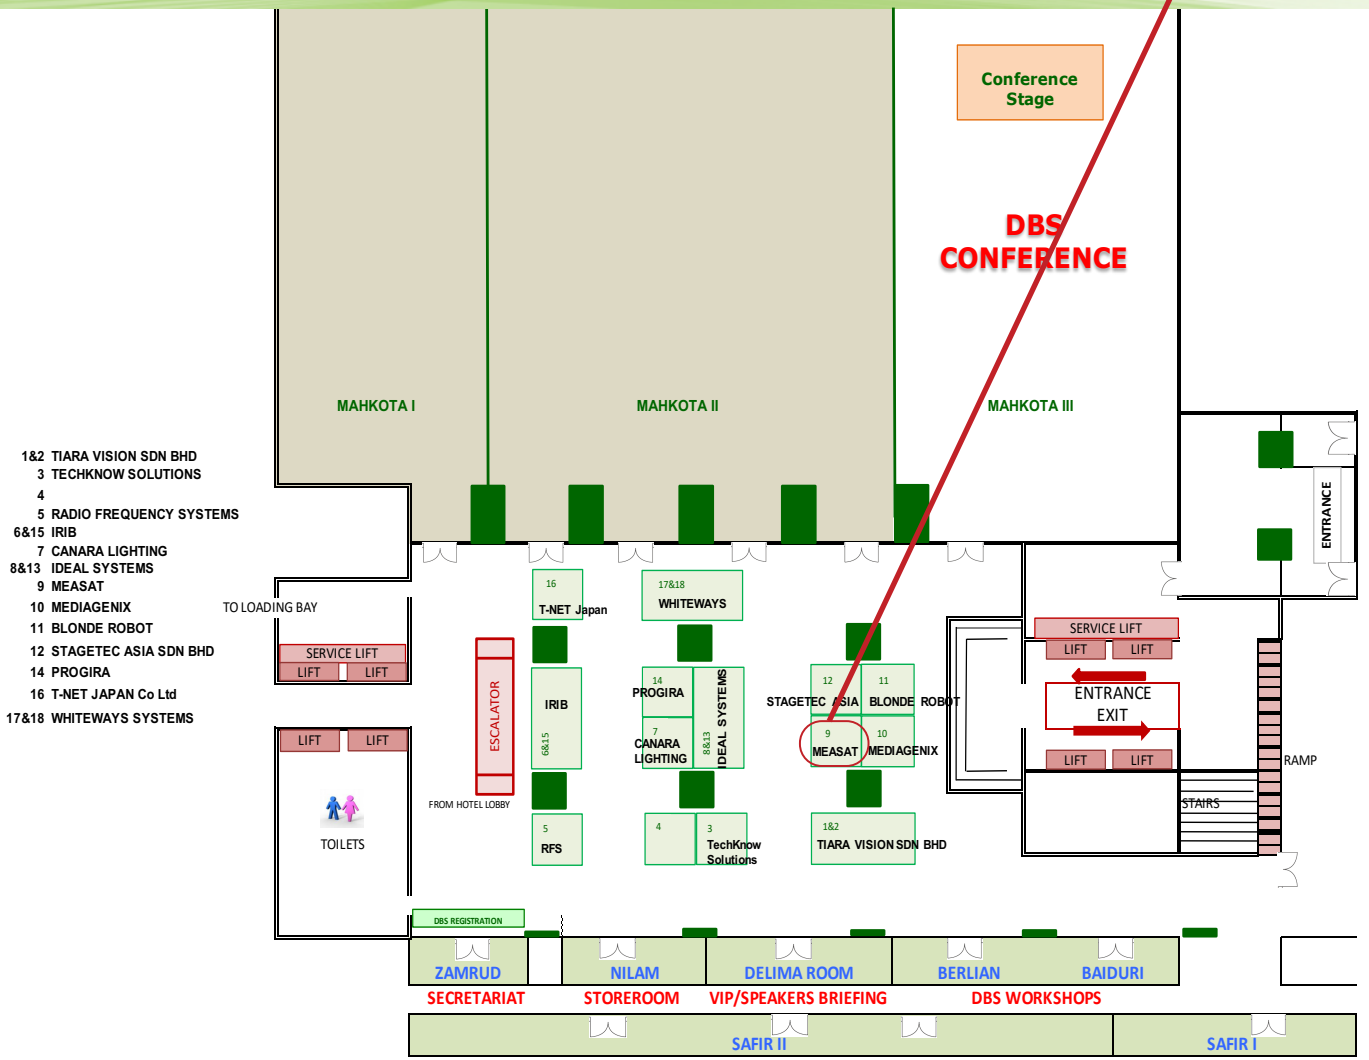 Conference
Stage
DBS
CONFERENCE
MAHKOTA I
MAHKOTA II
MAHKOTA III
1&2 TIARA VISION SDN BHD
3 TECHKNOW SOLUTIONS
4
5 RADIO FREQUENCY SYSTEMS
6&15 IRIB
7 CANARA LIGHTING
8&13 IDEAL SYSTEMS
9 MEASAT
10 MEDIAGENIX
11 BLONDE ROBOT
12 STAGETEC ASIA SDN BHD
14 PROGIRA
16 T-NET JAPAN Co Ltd
17&18 WHITEWAYS SYSTEMS
TO LOADING BAY
SERVICE LIFT
LIFT LIFT
LIFT LIFT
TOILETS
ESCALATOR
FROM HOTEL LOBBY
16
T-NET Japan
17&18
WHITEWAYS
IRIB
6&15
14
PROGIRA
7
CANARA
LIGHTING
8&13
IDEAL SYSTEMS
12
STAGETEC ASIA
11
BLONDE ROBOT
9
MEASAT
10
MEDIAGENIX
5
RFS
4
3
TechKnow
Solutions
1&2
TIARA VISION SDN BHD
ENTRANCE
SERVICE LIFT
LIFT LIFT
ENTRANCE
EXIT
LIFT LIFT
RAMP
STAIRS
DBS REGISTRATION
ZAMRUD
NILAM
DELIMA ROOM
BERLIAN
BAIDURI
SECRETARIAT
STOREROOM
VIP/SPEAKERS BRIEFING
DBS WORKSHOPS
SAFIR II
SAFIR I